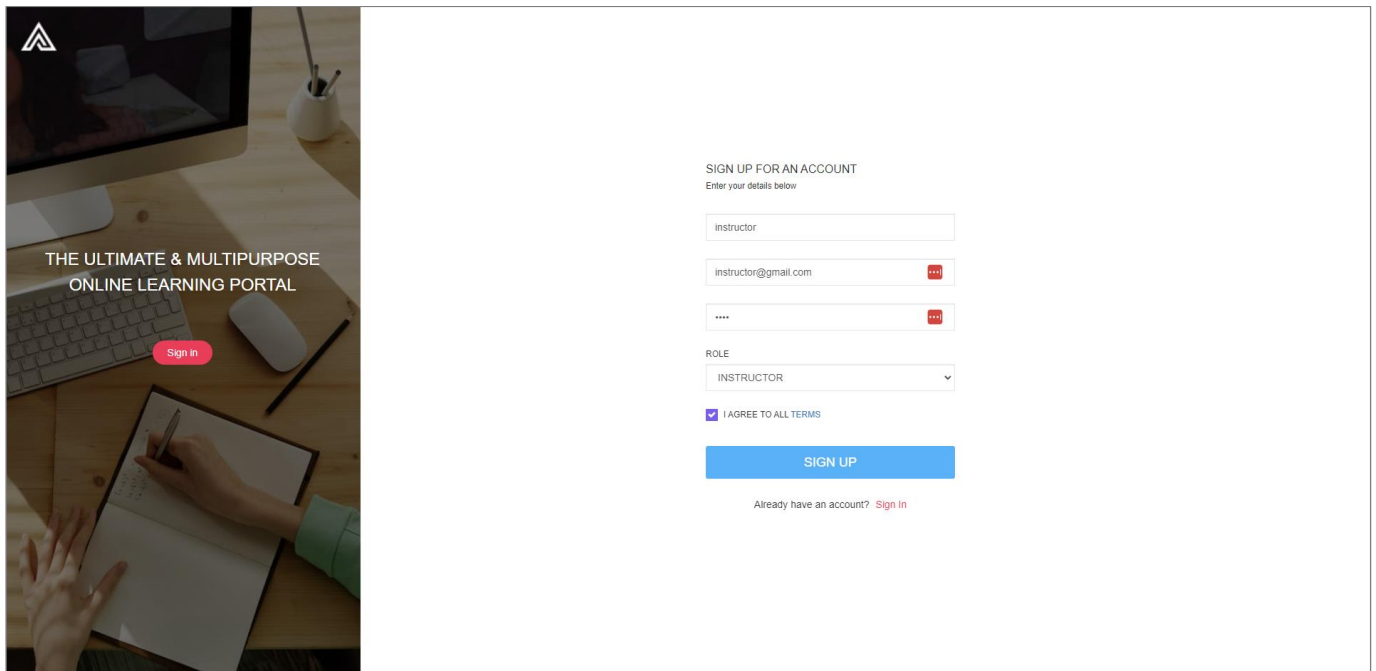 THE ULTIMATE & MULTIPURPOSE
ONLINE LEARNING PORTAL
Sign in
SIGN UP FOR AN ACCOUNT
Enter your details below
instructor
instructor@gmail.com
••••
ROLE
INSTRUCTOR
I AGREE TO ALL TERMS
SIGN UP
Already have an account? Sign In